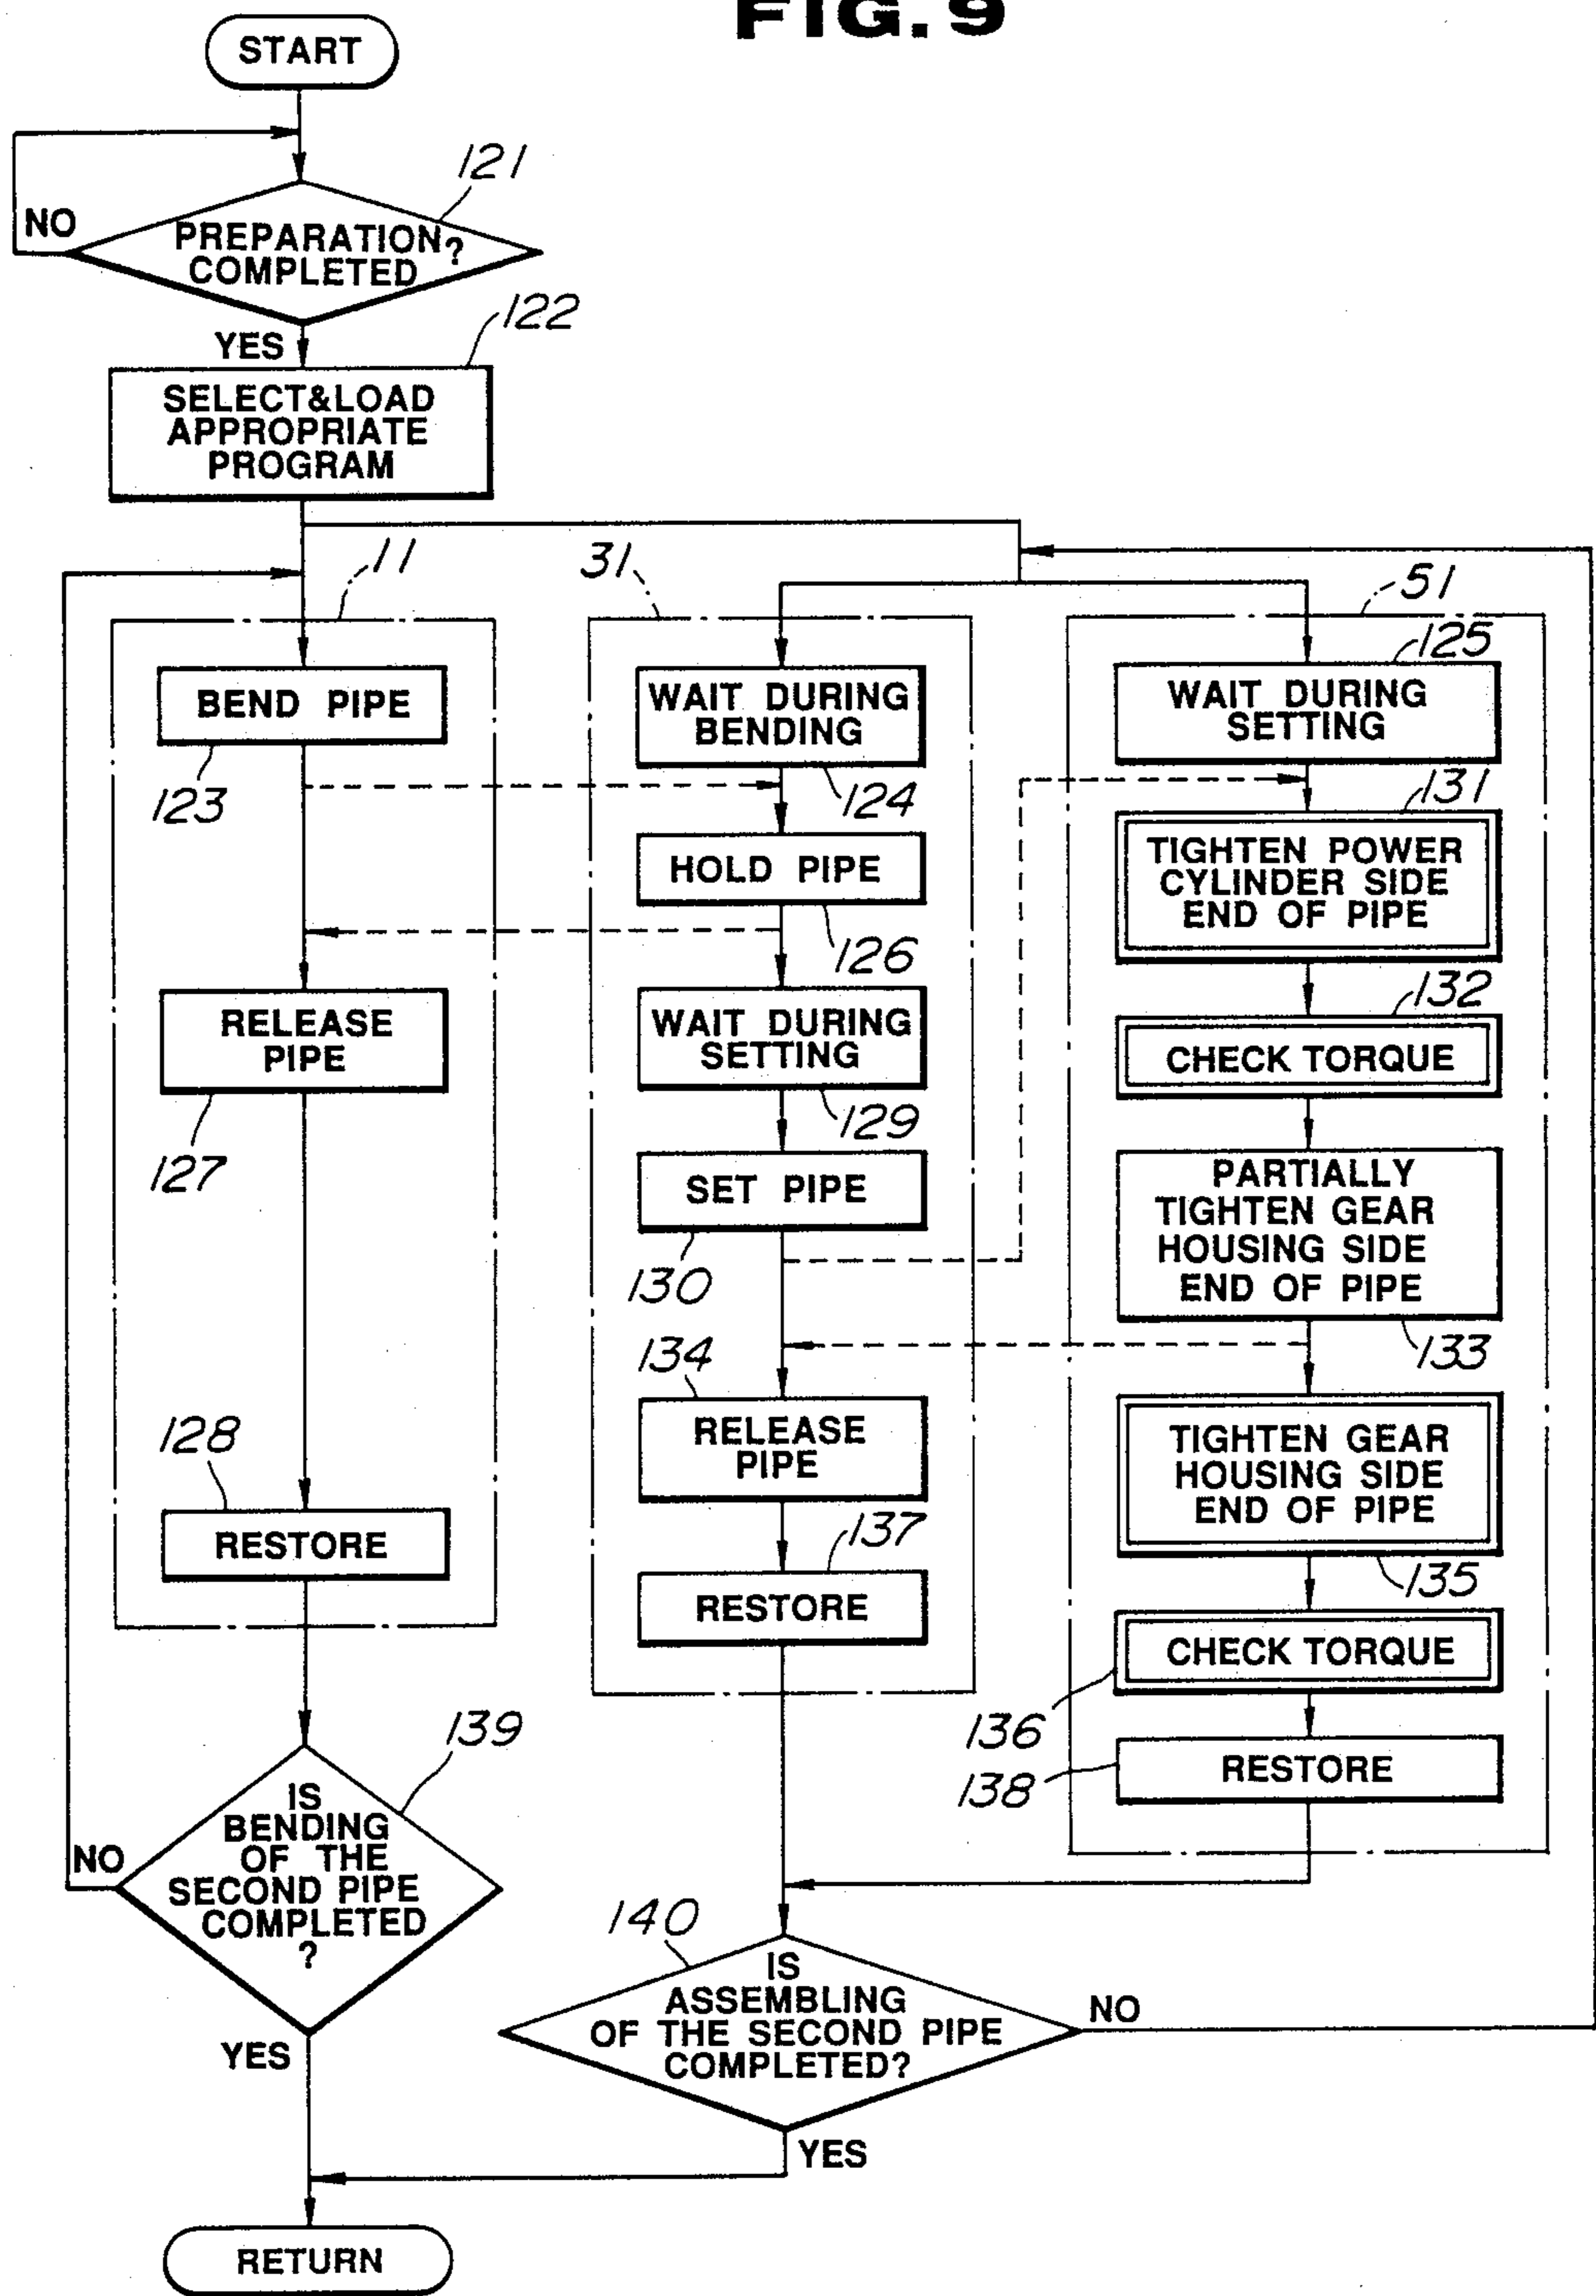 FIG. 9
START
121
NO
PREPARATION
COMPLETED ?
122
YES
SELECT&LOAD
APPROPRIATE
PROGRAM
11
31
51
BEND PIPE
123
WAIT DURING
BENDING
124
125
WAIT DURING
SETTING
131
HOLD PIPE
126
TIGHTEN POWER
CYLINDER SIDE
END OF PIPE
RELEASE
PIPE
127
WAIT DURING
SETTING
129
132
CHECK TORQUE
SET PIPE
130
PARTIALLY
TIGHTEN GEAR
HOUSING SIDE
END OF PIPE
133
134
RELEASE
PIPE
TIGHTEN GEAR
HOUSING SIDE
END OF PIPE
135
128
RESTORE
137
RESTORE
CHECK TORQUE
136
RESTORE
138
139
IS
BENDING
OF THE
SECOND PIPE
COMPLETED
?
NO
YES
140
IS
ASSEMBLING
OF THE SECOND PIPE
COMPLETED?
NO
YES
RETURN